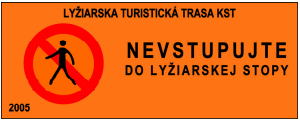 LYŽIARSKA TURISTICKÁ TRASA KST
NEVSTUPUJTE
DO LYŽIARSKEJ STOPY
2005